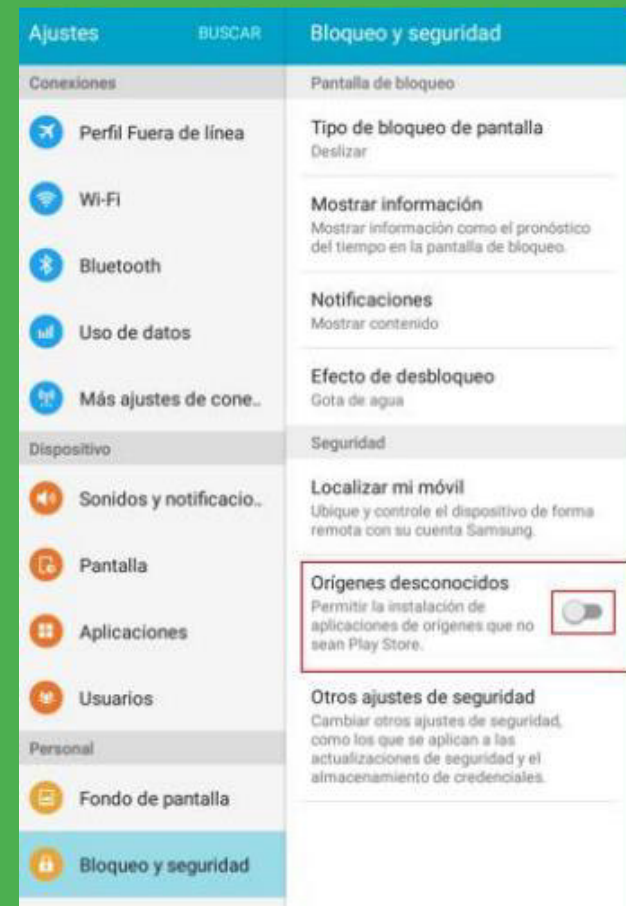 Ajustes
BUSCAR
Conexiones
Perfil Fuera de línea
Wi-Fi
Bluetooth
Uso de datos
Más ajustes de cone..
Dispositivo
Sonidos y notificacio..
Pantalla
Aplicaciones
Usuarios
Personal
Fondo de pantalla
Bloqueo y seguridad
Bloqueo y seguridad
Pantalla de bloqueo
Tipo de bloqueo de pantalla
Deslizar
Mostrar información
Mostrar información como el pronóstico
del tiempo en la pantalla de bloqueo.
Notificaciones
Mostrar contenido
Efecto de desbloqueo
Gota de agua
Seguridad
Localizar mi móvil
Ubique y controle el dispositivo de forma
remota con su cuenta Samsung.
Orígenes desconocidos
Permitir la instalación de
aplicaciones de orígenes que no
sean Play Store.
Otros ajustes de seguridad
Cambiar otros ajustes de seguridad,
como los que se aplican a las
actualizaciones de seguridad y el
almacenamiento de credenciales.